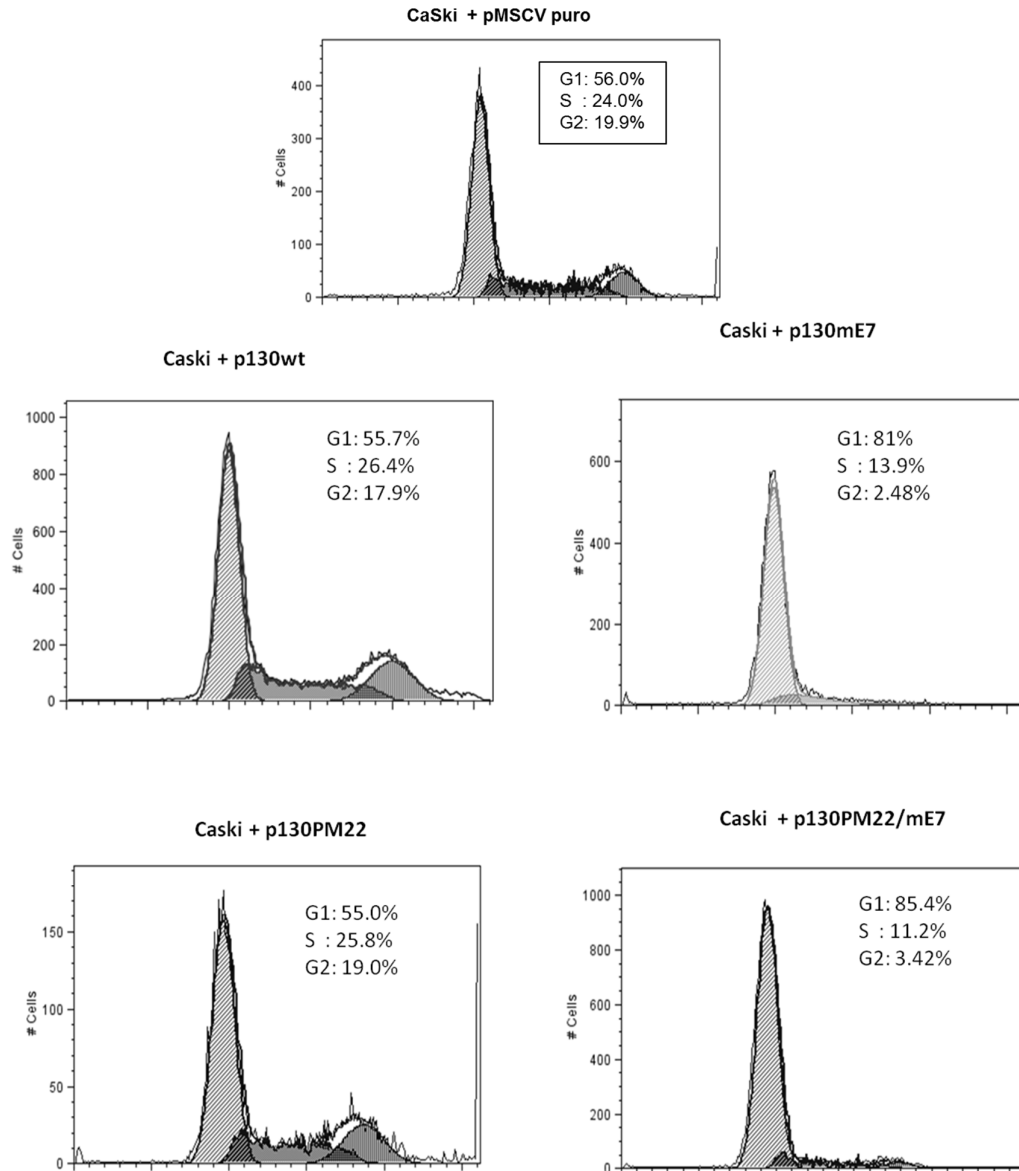 CaSki + pMSCV puro
G1: 56.0%
S : 24.0%
G2: 19.9%
# Cells
400
300
200
100
0
Caski + p130wt
G1: 55.7%
S : 26.4%
G2: 17.9%
# Cells
1000
800
600
400
200
0
Caski + p130mE7
G1: 81%
S : 13.9%
G2: 2.48%
# Cells
600
400
200
0
Caski + p130PM22
G1: 55.0%
S : 25.8%
G2: 19.0%
# Cells
150
100
50
0
Caski + p130PM22/mE7
G1: 85.4%
S : 11.2%
G2: 3.42%
# Cells
1000
800
600
400
200
0